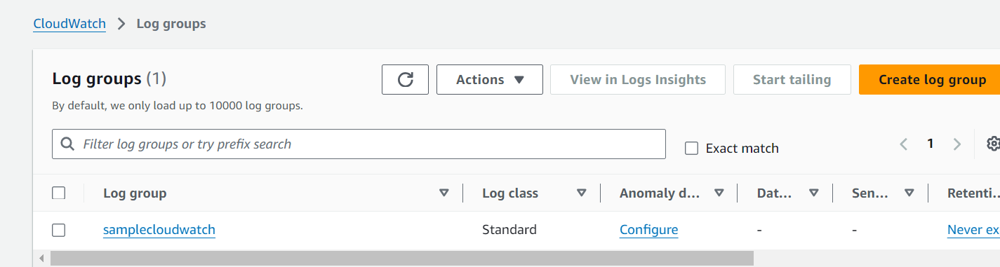 CloudWatch > Log groups
Log groups (1)
Actions
View in Logs Insights
Start tailing
Create log group
By default, we only load up to 10000 log groups.
Filter log groups or try prefix search
Exact match
1
Log group Log class Anomaly d... Dat... Sen... Retenti...
samplecloudwatch Standard Configure - - Never ex